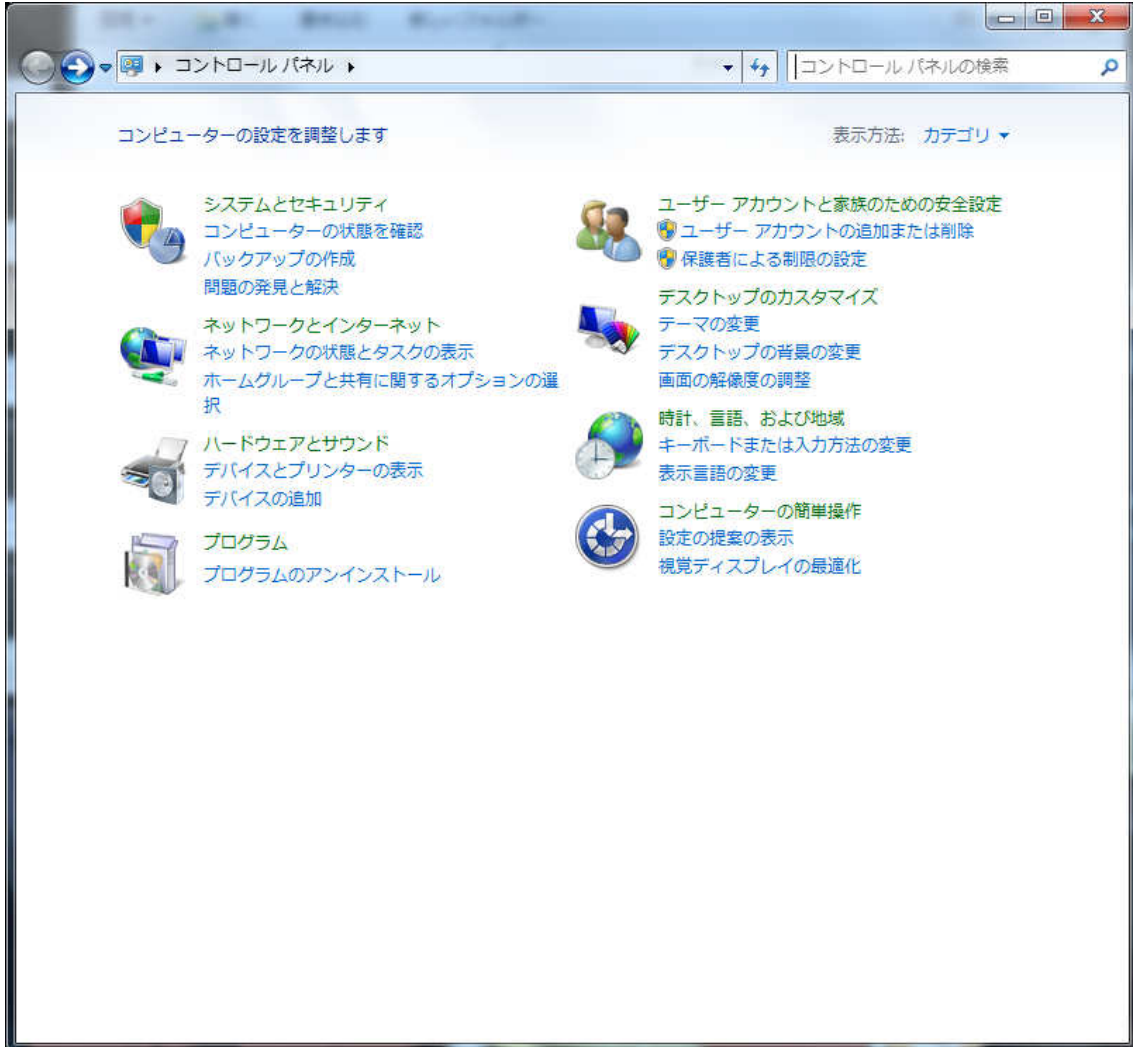 コントロール パネル
コントロール パネルの検索
コンピューターの設定を調整します
表示方法: カテゴリ
システムとセキュリティ
コンピューターの状態を確認
バックアップの作成
問題の発見と解決
ネットワークとインターネット
ネットワークの状態とタスクの表示
ホームグループと共有に関するオプションの選
択
ハードウェアとサウンド
デバイスとプリンターの表示
デバイスの追加
プログラム
プログラムのアンインストール
ユーザー アカウントと家族のための安全設定
ユーザー アカウントの追加または削除
保護者による制限の設定
デスクトップのカスタマイズ
テーマの変更
デスクトップの背景の変更
画面の解像度の調整
時計、言語、および地域
キーボードまたは入力方法の変更
表示言語の変更
コンピューターの簡単操作
設定の提案の表示
視覚ディスプレイの最適化